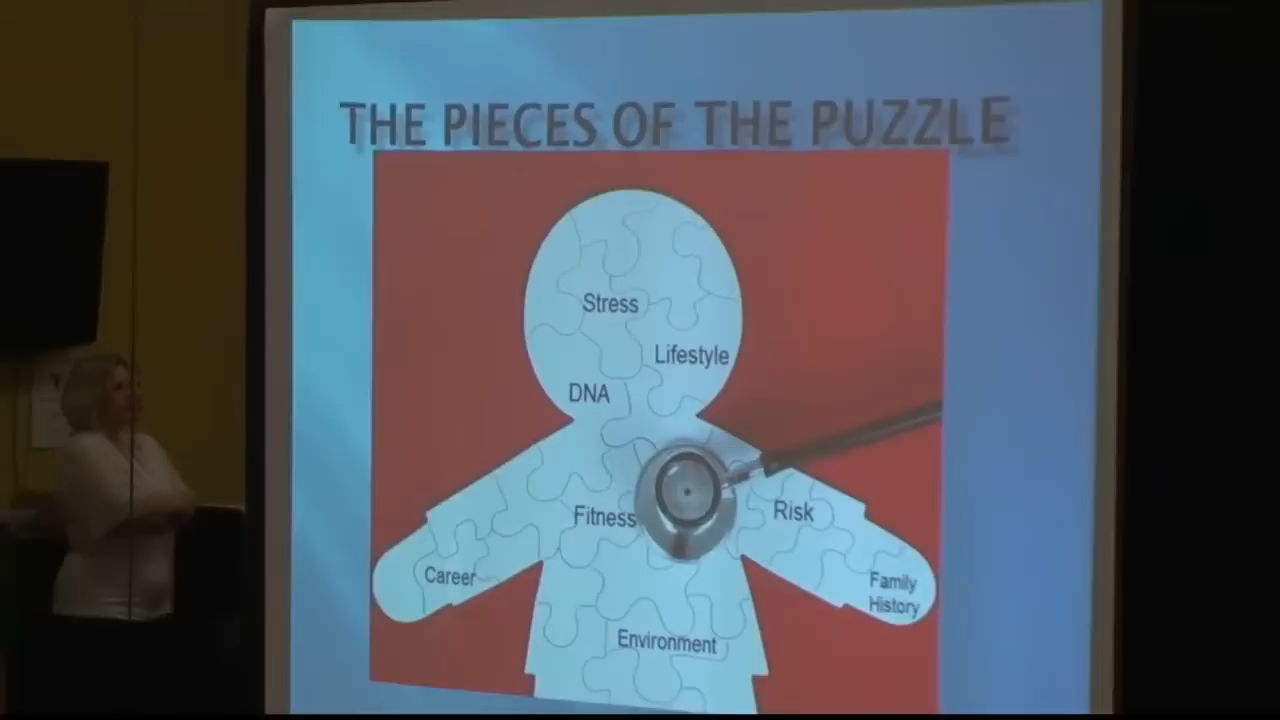 THE PIECES OF THE PUZZLE
Stress
Lifestyle
DNA
Fitness
Risk
Career
Family
History
Environment